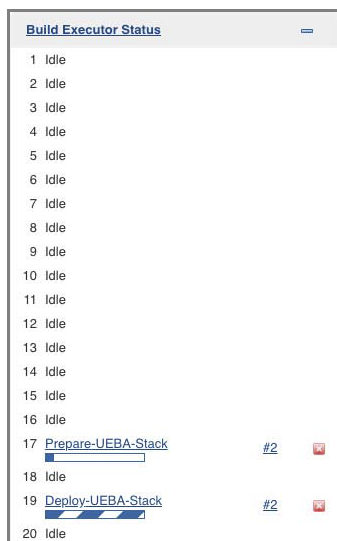 Build Executor Status
1 Idle
2 Idle
3 Idle
4 Idle
5 Idle
6 Idle
7 Idle
8 Idle
9 Idle
10 Idle
11 Idle
12 Idle
13 Idle
14 Idle
15 Idle
16 Idle
17 Prepare-UEBA-Stack #2
18 Idle
19 Deploy-UEBA-Stack #2
20 Idle